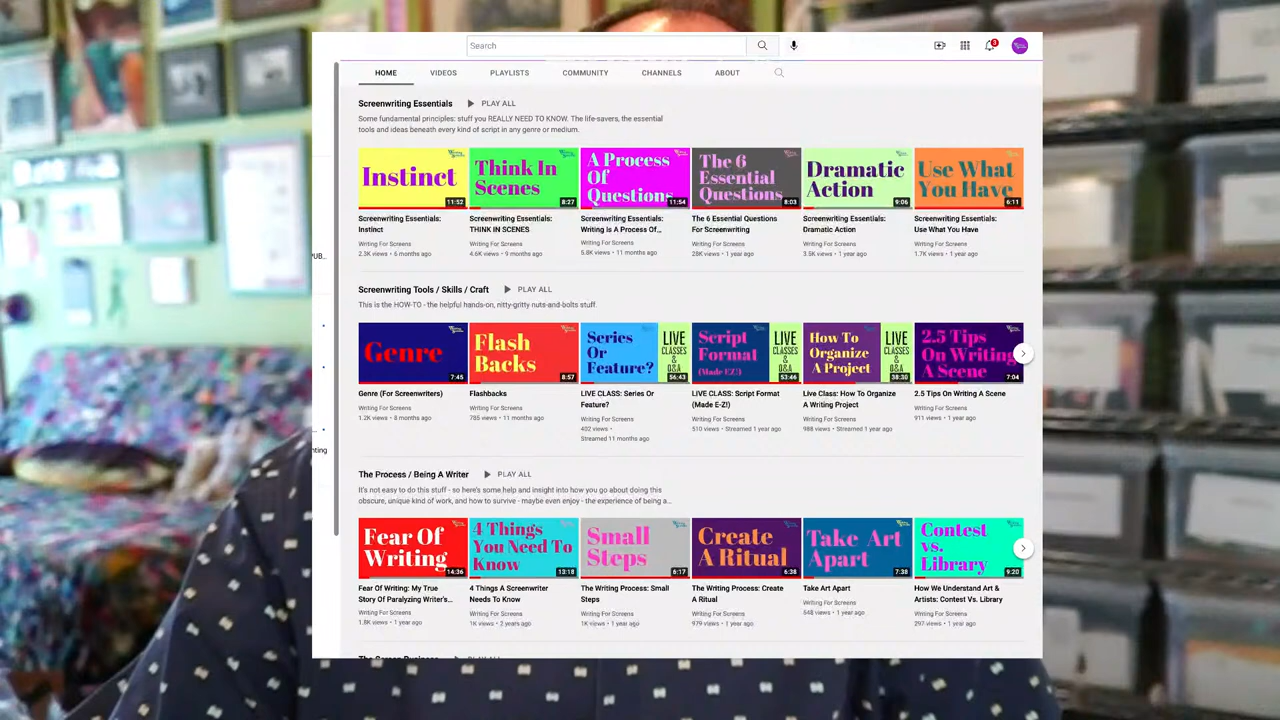 Search
3
HOME VIDEOS PLAYLISTS COMMUNITY CHANNELS ABOUT
Screenwriting Essentials PLAY ALL
Some fundamental principles: stuff you REALLY NEED TO KNOW. The life-savers, the essential
tools and ideas beneath every kind of script in any genre or medium.
Instinct
11:52
Think In
Scenes
8:27
A Process
Of
Questions
11:54
The 6
Essential
Questions
8:03
Dramatic
Action
9:06
Use What
You Have
6:11
Screenwriting Essentials:
Instinct
Writing For Screens
2.3K views • 6 months ago
Screenwriting Essentials:
THINK IN SCENES
Writing For Screens
4.6K views • 9 months ago
Screenwriting Essentials:
Writing Is A Process Of...
Writing For Screens
5.8K views • 11 months ago
The 6 Essential Questions
For Screenwriting
Writing For Screens
28K views • 1 year ago
Screenwriting Essentials:
Dramatic Action
Writing For Screens
3.5K views • 1 year ago
Screenwriting Essentials:
Use What You Have
Writing For Screens
1.7K views • 1 year ago
PUB..
Screenwriting Tools / Skills / Craft PLAY ALL
This is the HOW-TO - the helpful hands-on, nitty-gritty nuts-and-bolts stuff.
Genre
7:45
Flash
Backs
8:57
Series
Or
Feature?
LIVE
CLASSES
&
Q&A
56:43
Script
Format
(Made EZ!)
LIVE
CLASSES
&
Q&A
53:46
How To
Organize
A Project
LIVE
CLASSES
&
Q&A
38:30
2.5 Tips
On Writing
A Scene
7:04
Genre (For Screenwriters)
Writing For Screens
1.2K views • 8 months ago
Flashbacks
Writing For Screens
755 views • 11 months ago
LIVE CLASS: Series Or
Feature?
Writing For Screens
402 views •
Streamed 11 months ago
LIVE CLASS: Script Format
(Made E-Z!)
Writing For Screens
510 views • Streamed 1 year ago
Live Class: How To Organize
A Writing Project
Writing For Screens
988 views • Streamed 1 year ago
2.5 Tips On Writing A Scene
Writing For Screens
911 views • 1 year ago
nting
The Process / Being A Writer PLAY ALL
It's not easy to do this stuff - so here's some help and insight into how you go about doing this
obscure, unique kind of work, and how to survive - maybe even enjoy - the experience of being a...
Fear Of
Writing
14:36
4 Things
You Need To
Know
13:18
Small
Steps
6:17
Create
A Ritual
6:38
Take Art
Apart
7:38
Contest
vs.
Library
9:20
Fear Of Writing: My True
Story Of Paralyzing Writer's...
Writing For Screens
1.8K views • 1 year ago
4 Things A Screenwriter
Needs To Know
Writing For Screens
1K views • 2 years ago
The Writing Process: Small
Steps
Writing For Screens
1K views • 1 year ago
The Writing Process: Create
A Ritual
Writing For Screens
979 views • 1 year ago
Take Art Apart
Writing For Screens
548 views • 1 year ago
How We Understand Art &
Artists: Contest Vs. Library
Writing For Screens
297 views • 1 year ago